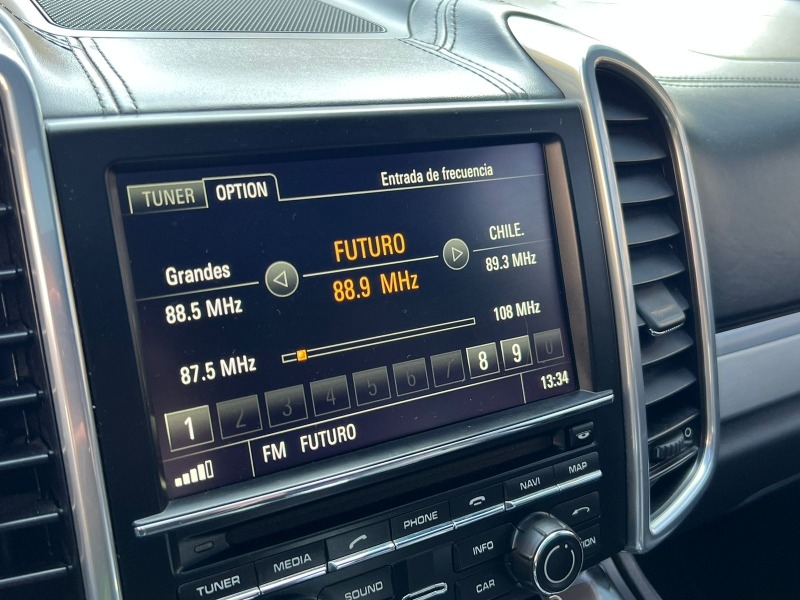 TUNER OPTION Entrada de frecuencia
Grandes FUTURO CHILE.
88.5 MHz 88.9 MHz 89.3 MHz
87.5 MHz 108 MHz
1 2 3 4 5 6 7 8 9 0
FM FUTURO 13:34
TUNER MEDIA PHONE NAVI MAP
SOUND INFO CAR